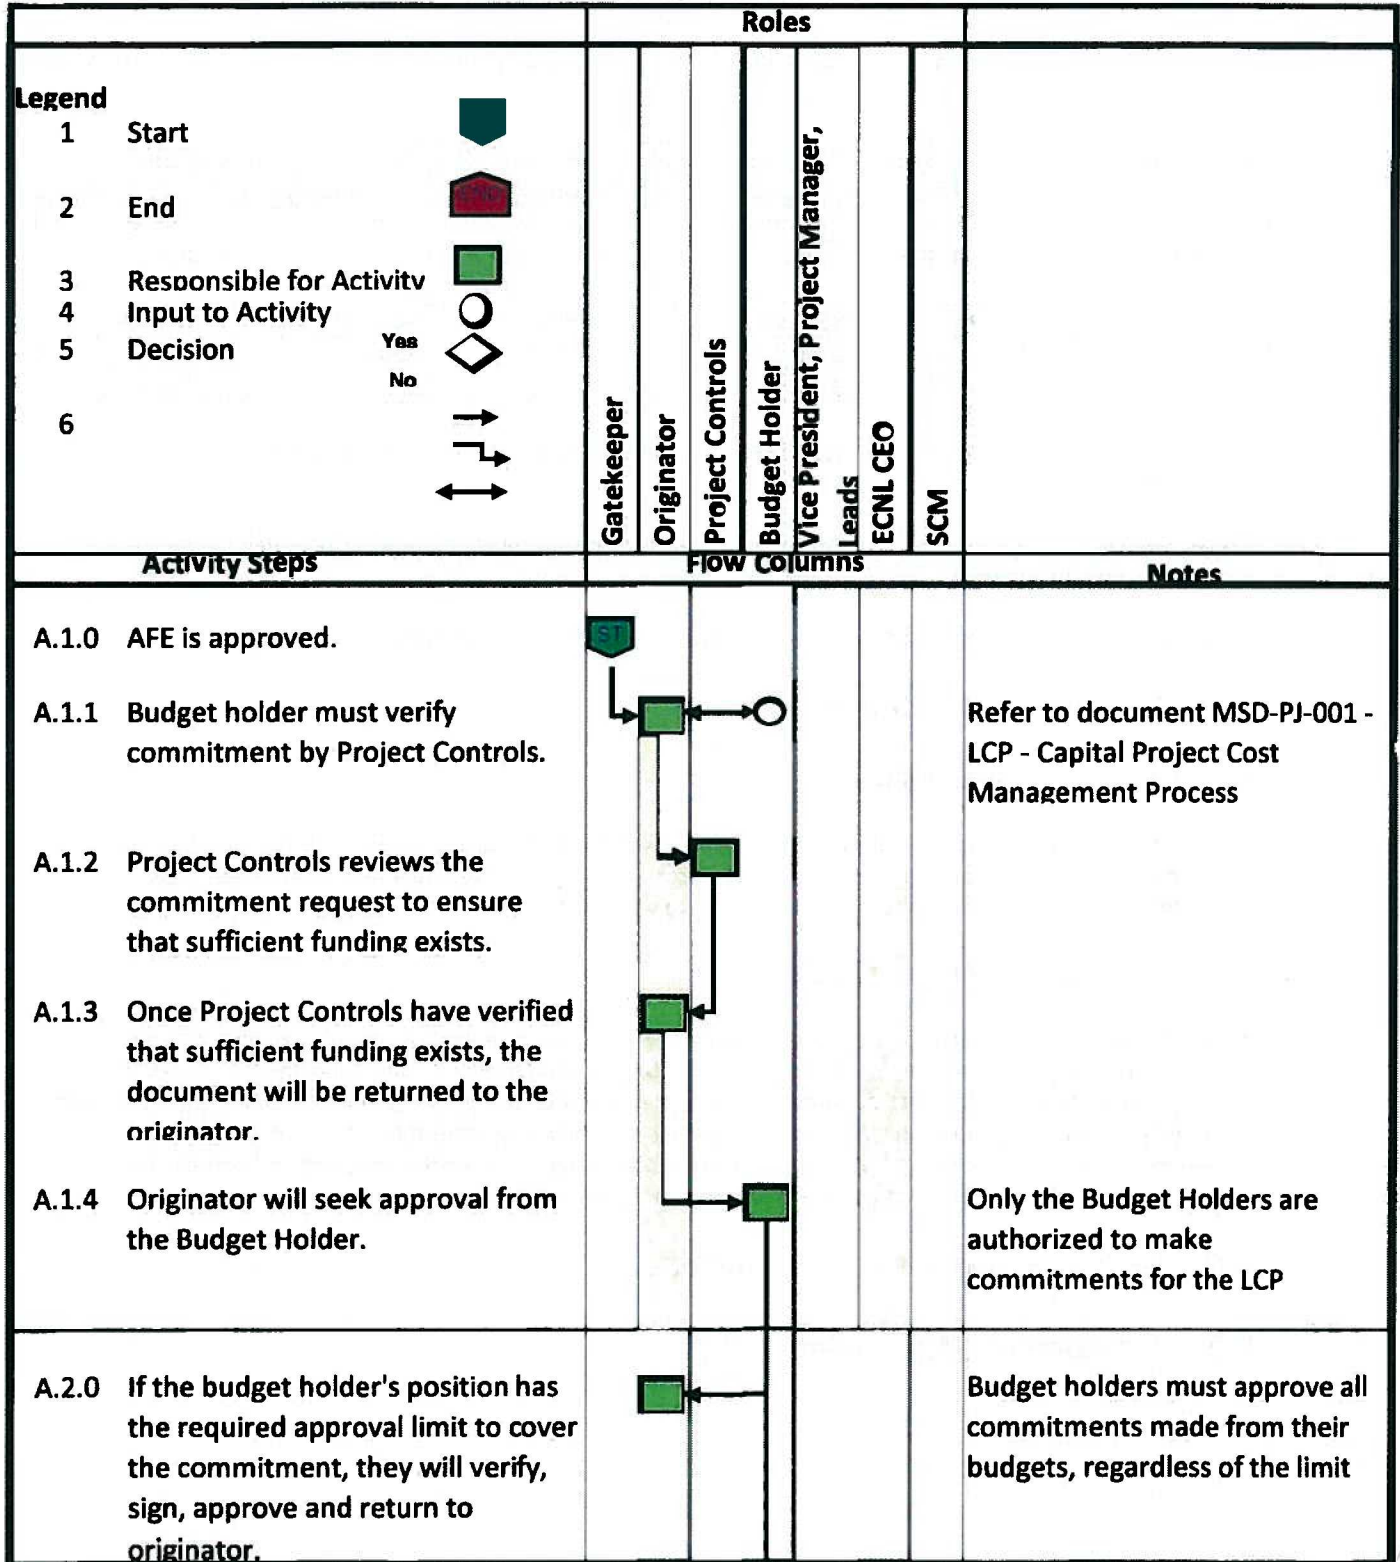 Roles
Legend
1 Start
2 End
3 Responsible for Activity
4 Input to Activity
5 Decision Yes
No
6
Gatekeeper
Originator
Project Controls
Budget Holder
Vice President, Project Manager,
Leads
ECNL CEO
SCM
Activity Steps Flow Columns Notes
A.1.0 AFE is approved. ST
A.1.1 Budget holder must verify
commitment by Project Controls.
Refer to document MSD-PJ-001 -
LCP - Capital Project Cost
Management Process
A.1.2 Project Controls reviews the
commitment request to ensure
that sufficient funding exists.
A.1.3 Once Project Controls have verified
that sufficient funding exists, the
document will be returned to the
originator.
A.1.4 Originator will seek approval from
the Budget Holder.
Only the Budget Holders are
authorized to make
commitments for the LCP
A.2.0 If the budget holder's position has
the required approval limit to cover
the commitment, they will verify,
sign, approve and return to
originator.
Budget holders must approve all
commitments made from their
budgets, regardless of the limit